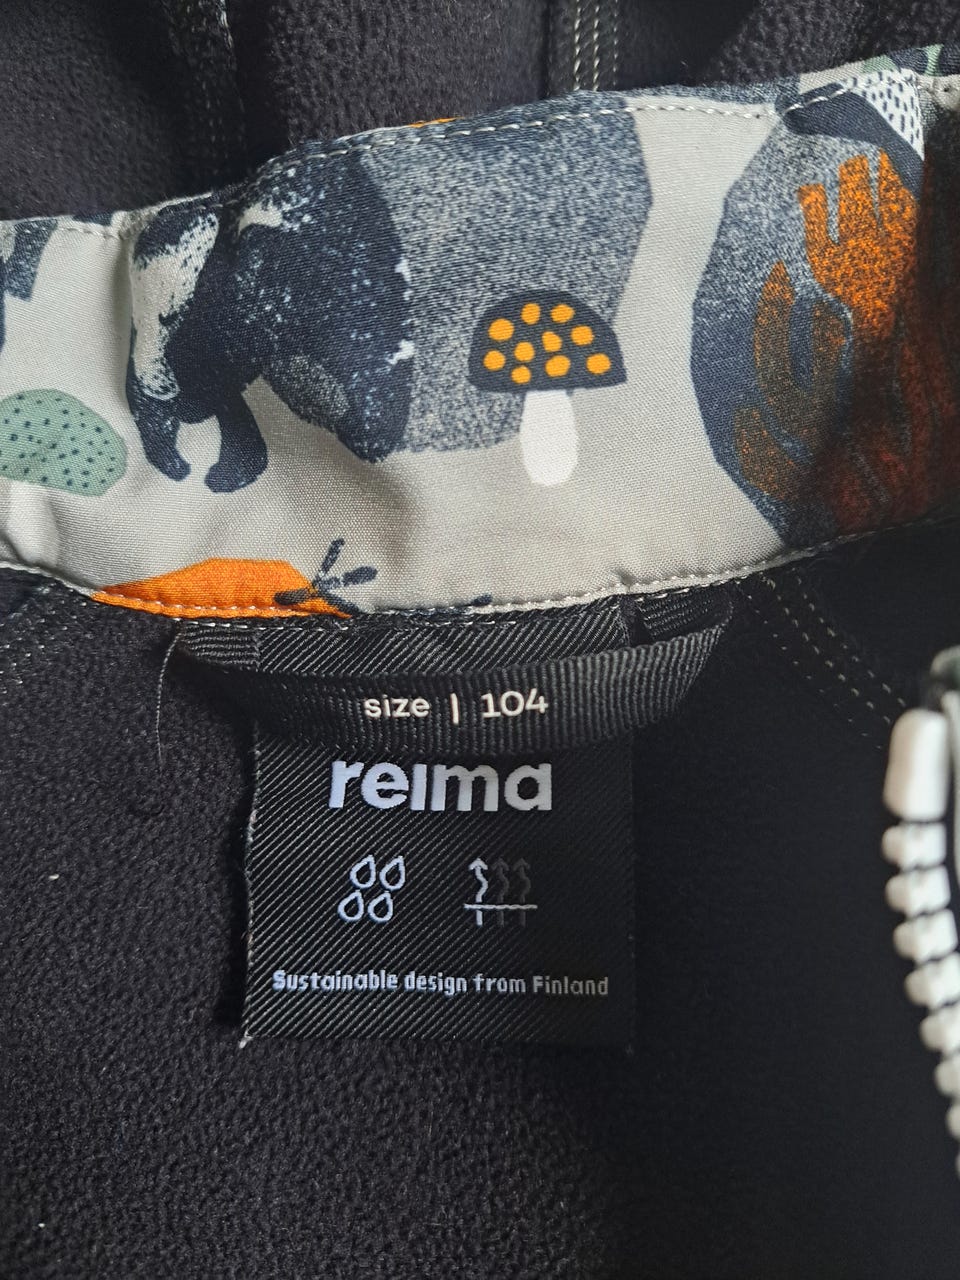 size | 104
reima
Sustainable design from Finland